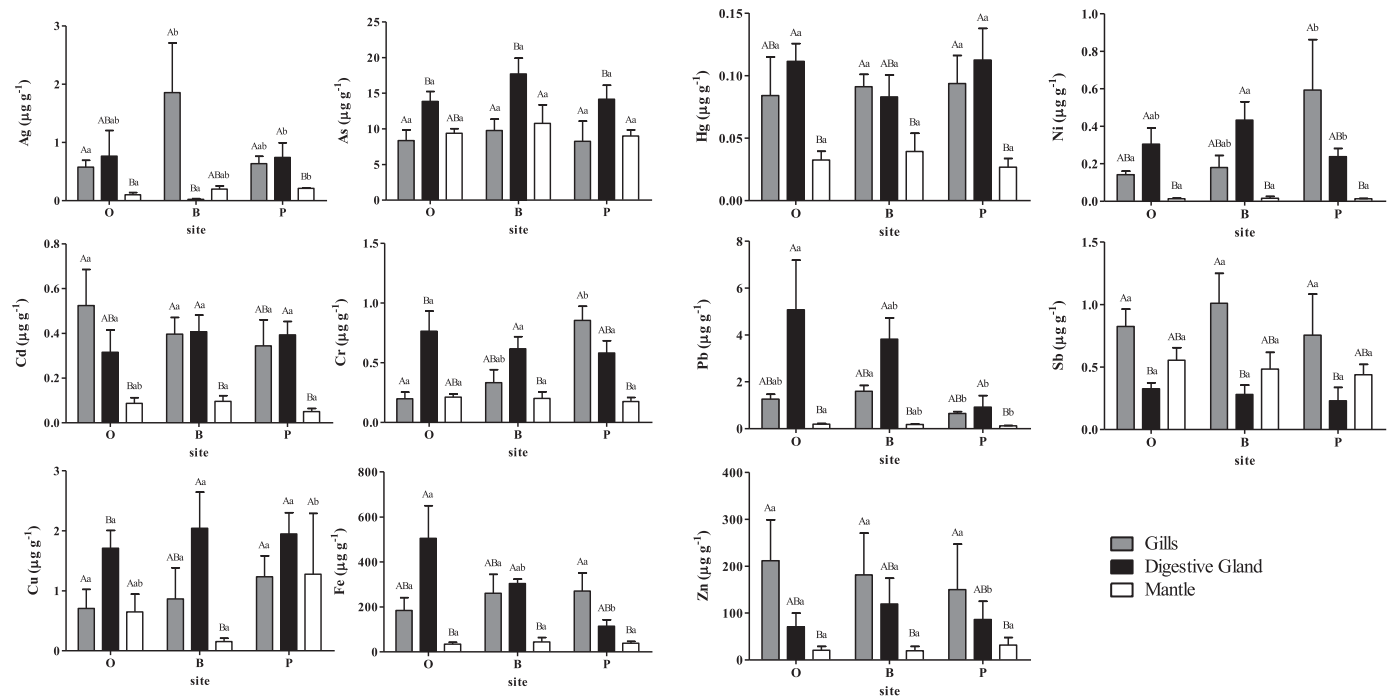 3
2
1
0
Ag (μg g-1)
Aa
ABab
Ba
Ab
Ba
ABab
Aab
Ab
Bb
O
B
P
site
25
20
15
10
5
0
As (μg g-1)
Aa
Ba
Aa
Aa
Ba
Aa
Aa
Ba
Aa
O
B
P
site
0.15
0.10
0.05
0.00
Hg (μg g-1)
ABa
Aa
Ba
Aa
ABa
Ba
Aa
Aa
Ba
O
B
P
site
1.0
0.8
0.6
0.4
0.2
0.0
Ni (μg g-1)
ABa
Aab
Ba
ABab
Aa
Ba
Ab
ABb
Ba
O
B
P
site
0.8
0.6
0.4
0.2
0.0
Cd (μg g-1)
Aa
ABa
Bab
Aa
Aa
Ba
ABa
Aa
Ba
O
B
P
site
1.5
1.0
0.5
0.0
Cr (μg g-1)
Aa
Ba
ABa
ABab
Aa
Ba
Ab
ABa
Ba
O
B
P
site
8
6
4
2
0
Pb (μg g-1)
ABab
Aa
Ba
ABa
Aab
Bab
ABb
Ab
Bb
O
B
P
site
1.5
1.0
0.5
0.0
Sb (μg g-1)
Aa
Ba
ABa
Aa
Ba
ABa
Aa
Ba
ABa
O
B
P
site
3
2
1
0
Cu (μg g-1)
Aa
Ba
Aab
ABa
Aa
Ba
Aa
Aa
Ab
O
B
P
site
800
600
400
200
0
Fe (μg g-1)
ABa
Aa
Ba
ABa
Aab
Ba
Aa
ABb
Ba
O
B
P
site
400
300
200
100
0
Zn (μg g-1)
Aa
ABa
Ba
Aa
ABa
Ba
Aa
ABb
Ba
O
B
P
site
Gills
Digestive Gland
Mantle